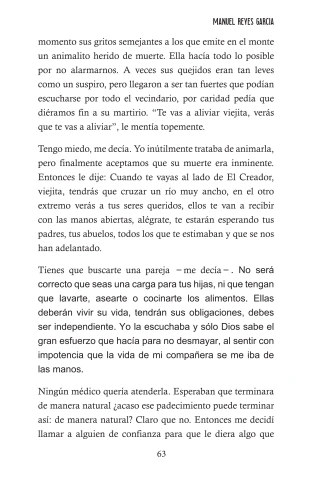 MANUEL REYES GARCIA
momento sus gritos semejantes a los que emite en el monte
un animalito herido de muerte. Ella hacía todo lo posible
por no alarmarnos. A veces sus quejidos eran tan leves
como un suspiro, pero llegaron a ser tan fuertes que podían
escucharse por todo el vecindario, por caridad pedía que
diéramos fin a su martirio. “Te vas a aliviar viejita, verás
que te vas a aliviar”, le mentía topemente.
Tengo miedo, me decía. Yo inútilmente trataba de animarla,
pero finalmente aceptamos que su muerte era inminente.
Entonces le dije: Cuando te vayas al lado de El Creador,
viejita, tendrás que cruzar un rio muy ancho, en el otro
extremo verás a tus seres queridos, ellos te van a recibir
con las manos abiertas, alégrate, te estarán esperando tus
padres, tus abuelos, todos los que te estimaban y que se nos
han adelantado.
Tienes que buscarte una pareja −me decía−. No será
correcto que seas una carga para tus hijas, ni que tengan
que lavarte, asearte o cocinarte los alimentos. Ellas
deberán vivir su vida, tendrán sus obligaciones, debes
ser independiente. Yo la escuchaba y sólo Dios sabe el
gran esfuerzo que hacía para no desmayar, al sentir con
impotencia que la vida de mi compañera se me iba de
las manos.
Ningún médico quería atenderla. Esperaban que terminara
de manera natural ¿acaso ese padecimiento puede terminar
así: de manera natural? Claro que no. Entonces me decidí
llamar a alguien de confianza para que le diera algo que
63